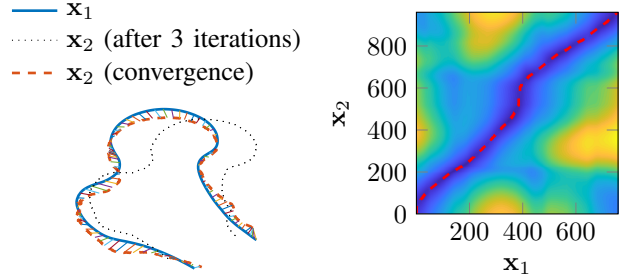 x₁
x₂ (after 3 iterations)
x₂ (convergence)
800
600
400
200
0
x₂
200 400 600
x₁